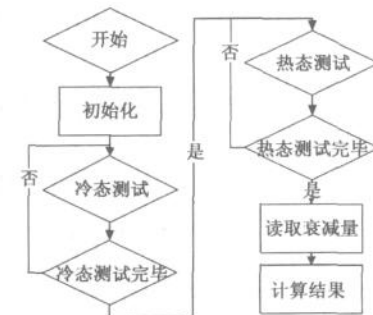 开始
初始化
否
冷态测试
冷态测试完毕
是
否
热态测试
热态测试完毕
是
读取衰减量
计算结果